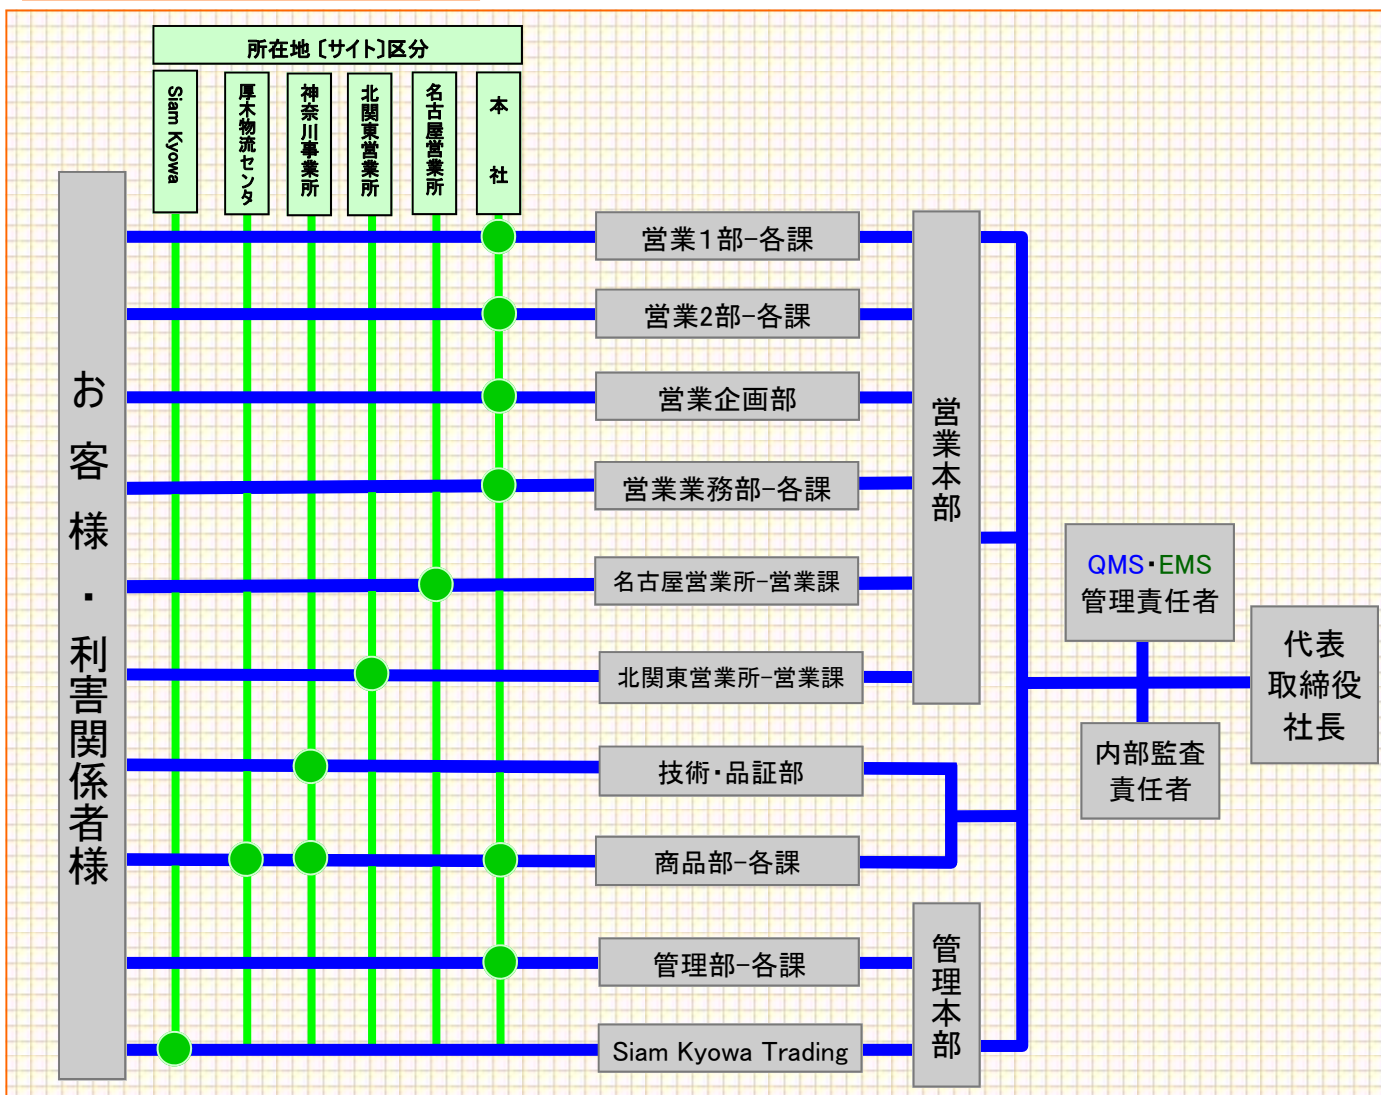 所在地〔サイト〕区分
Siam Kyowa
厚木物流センタ
神奈川事業所
北関東営業所
名古屋営業所
本社
お客様・利害関係者様
営業1部-各課
営業2部-各課
営業企画部
営業業務部-各課
名古屋営業所-営業課
北関東営業所-営業課
技術・品証部
商品部-各課
管理部-各課
Siam Kyowa Trading
営業本部
管理本部
QMS・EMS
管理責任者
内部監査
責任者
代表
取締役
社長